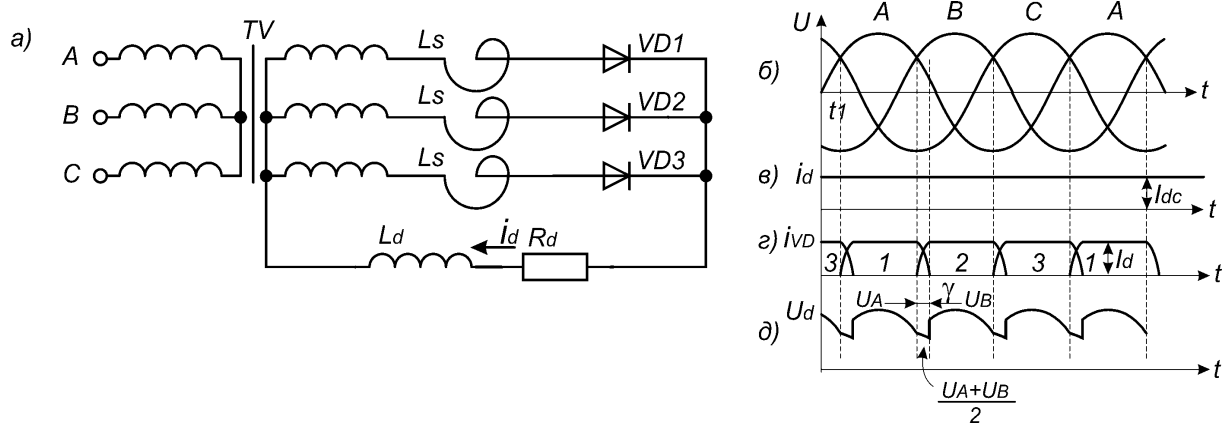 а)
TV
A
Ls
VD1
B
Ls
VD2
C
Ls
VD3
Ld
id
Rd
б)
U
A
B
C
A
t1
t
в)
id
Idc
t
г)
iVD
3
1
2
3
1
Id
t
UA
γ
UB
д)
Ud
t
UA+UB
2